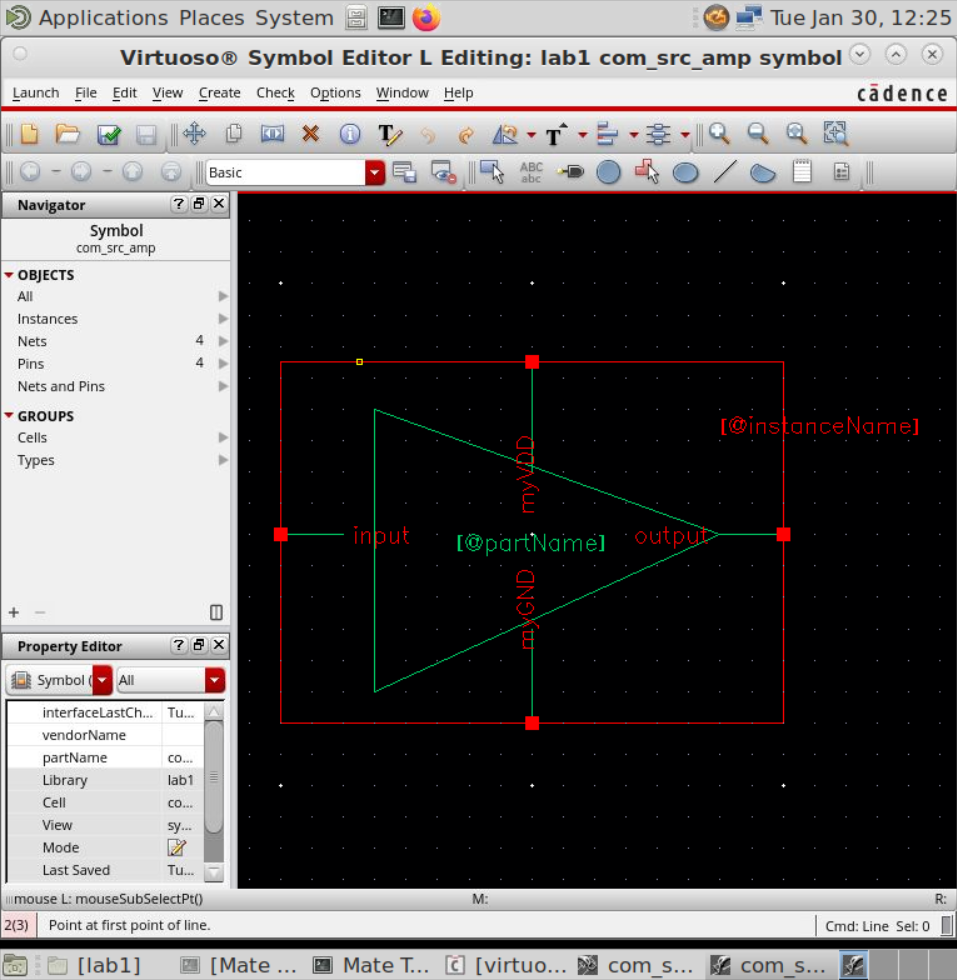 Applications Places System Tue Jan 30, 12:25
Virtuoso® Symbol Editor L Editing: lab1 com_src_amp symbol
Launch File Edit View Create Check Options Window Help cādence
T T
Basic ABC
abc
Navigator ?
Symbol
com_src_amp
OBJECTS
All
Instances
Nets 4
Pins 4
Nets and Pins
GROUPS
Cells
Types
[@instanceName]
myVDD
input [@partName] output
myGND
+ −
Property Editor ?
Symbol ( All
interfaceLastCh... Tu...
vendorName
partName co...
Library lab1
Cell co...
View sy...
Mode
Last Saved Tu...
mouse L: mouseSubSelectPt() M: R:
2(3) Point at first point of line. Cmd: Line Sel: 0
[lab1] [Mate ... Mate T... [virtuo... com_s... com_s...